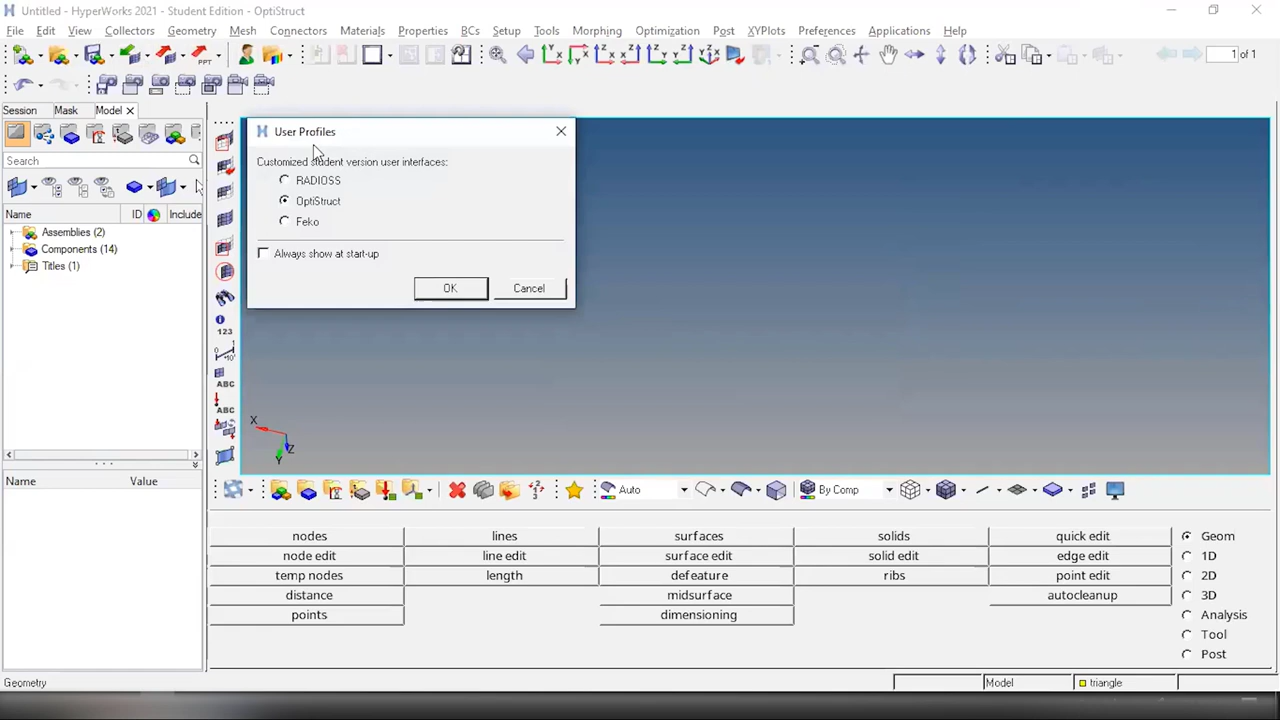 Untitled - HyperWorks 2021 - Student Edition - OptiStruct
File Edit View Collectors Geometry Mesh Connectors Materials Properties BCs Setup Tools Morphing Optimization Post XYPlots Preferences Applications Help
PPT
1 of 1
Session Mask Model
Search
Name ID Include
Assemblies (2)
Components (14)
Titles (1)
Name Value
User Profiles
Customized student version user interfaces:
RADIOSS
OptiStruct
Feko
Always show at start-up
OK Cancel
123
ABC
ABC
X
Z
Y
Auto By Comp
nodes lines surfaces solids quick edit Geom
node edit line edit surface edit solid edit edge edit 1D
temp nodes length defeature ribs point edit 2D
distance midsurface autocleanup 3D
points dimensioning Analysis
Tool
Post
Geometry Model triangle